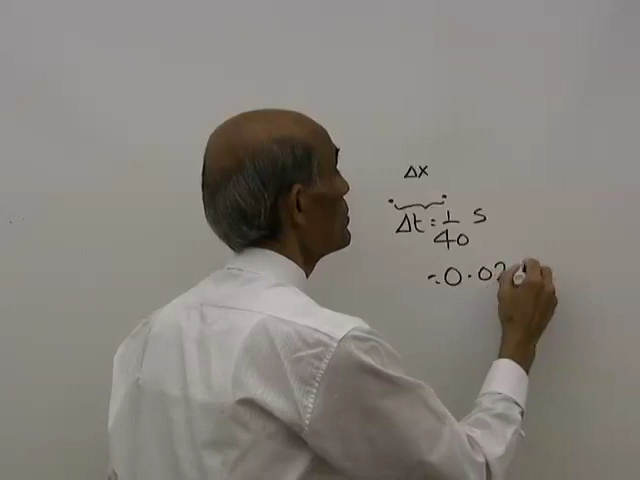 Δx
Δt = 1/40 s
= 0.02